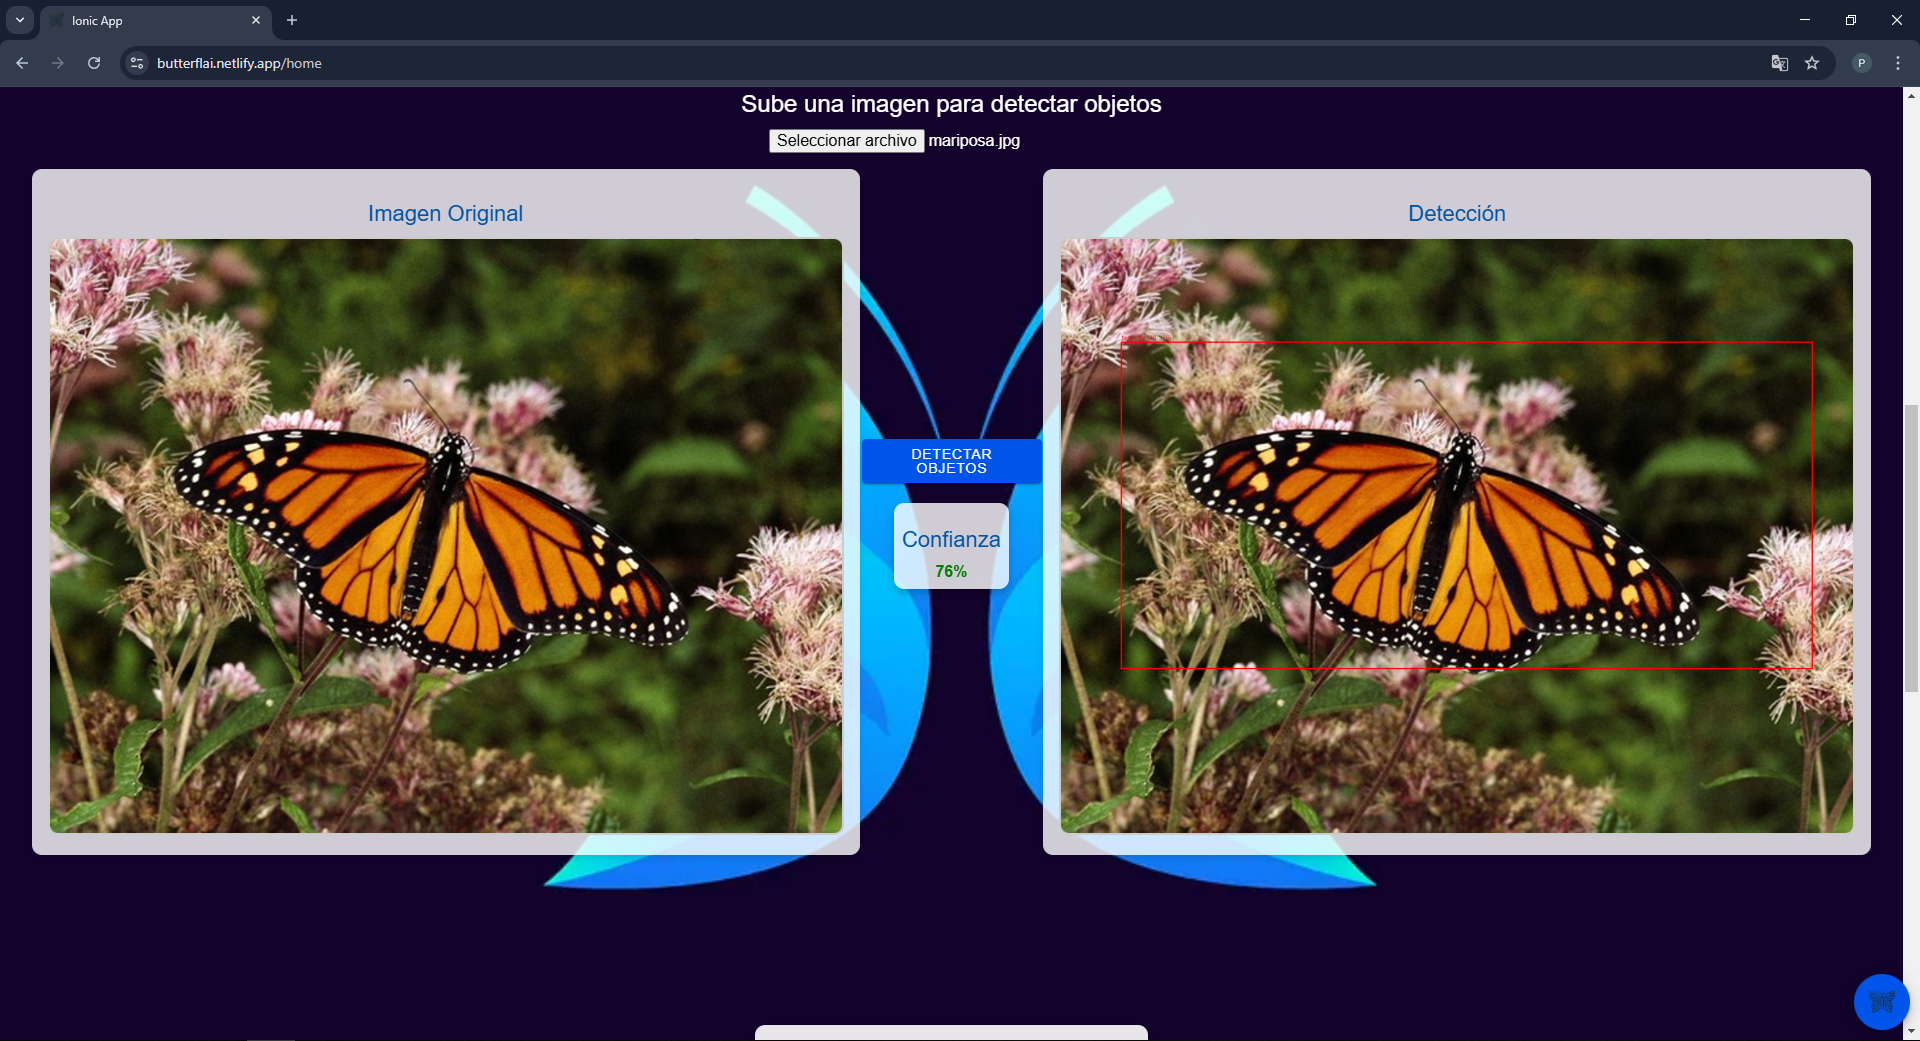 Ionic App
butterflai.netlify.app/home
P
Sube una imagen para detectar objetos
Seleccionar archivo mariposa.jpg
Imagen Original
Detección
DETECTAR
OBJETOS
Confianza
76%